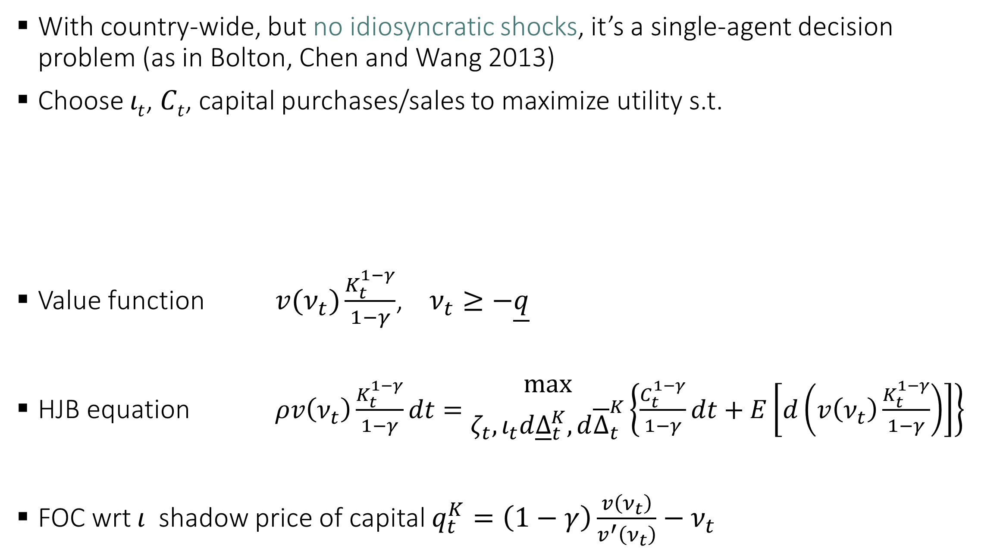 ▪ With country-wide, but no idiosyncratic shocks, it's a single-agent decision
problem (as in Bolton, Chen and Wang 2013)
▪ Choose $\iota_t$, $C_t$, capital purchases/sales to maximize utility s.t.
▪ Value function $v(\nu_t)\frac{K_t^{1-\gamma}}{1-\gamma}, \quad \nu_t \geq -\underline{q}$
▪ HJB equation $\rho v(\nu_t)\frac{K_t^{1-\gamma}}{1-\gamma}dt = \max_{\zeta_t, \iota_t d\underline{\Delta}_t^K, d\overline{\Delta}_t^K} \left\{ \frac{C_t^{1-\gamma}}{1-\gamma}dt + E\left[ d\left( v(\nu_t)\frac{K_t^{1-\gamma}}{1-\gamma} \right) \right] \right\}$
▪ FOC wrt $\iota$ shadow price of capital $q_t^K = (1-\gamma)\frac{v(\nu_t)}{v'(\nu_t)} - \nu_t$